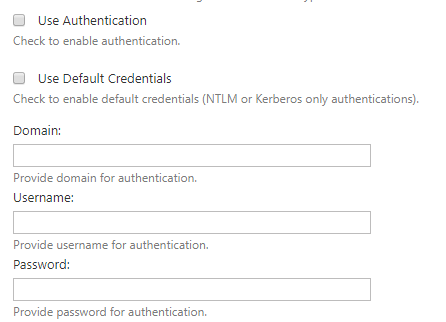 Use Authentication
Check to enable authentication.
Use Default Credentials
Check to enable default credentials (NTLM or Kerberos only authentications).
Domain:
Provide domain for authentication.
Username:
Provide username for authentication.
Password:
Provide password for authentication.